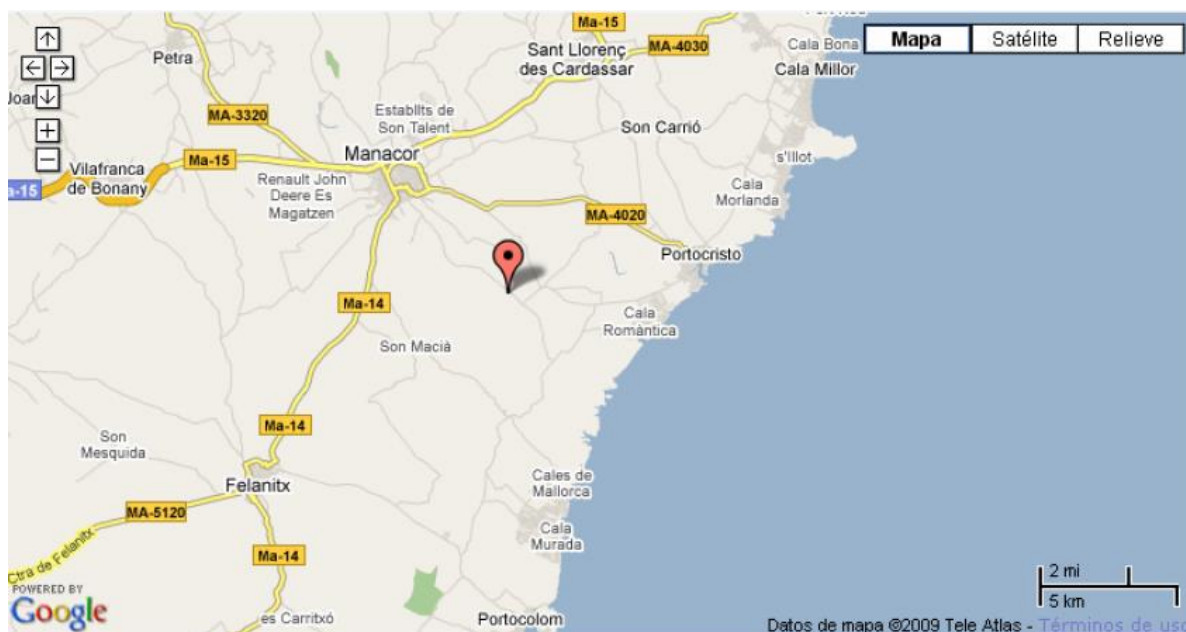 Port Nou
Ma-15
Sant Llorenç
des Cardassar
MA-4030
Cala Bona
Cala Millor
Mapa
Satélite
Relieve
Petra
Joan
MA-3320
Establlts de
Son Talent
Son Carrió
Manacor
s'Illot
Ma-15
Vilafranca
de Bonany
a-15
Renault John
Deere Es
Magatzen
Cala
Morlanda
MA-4020
Portocristo
Ma-14
Cala
Romàntica
Son Macià
Ma-14
Son
Mesquida
Felanitx
Cales de
Mallorca
MA-5120
Cala
Murada
Ma-14
Ctra de Felanitx
2 mi
5 km
POWERED BY
Google
es Carritxó
Portocolom
Datos de mapa ©2009 Tele Atlas - Términos de uso